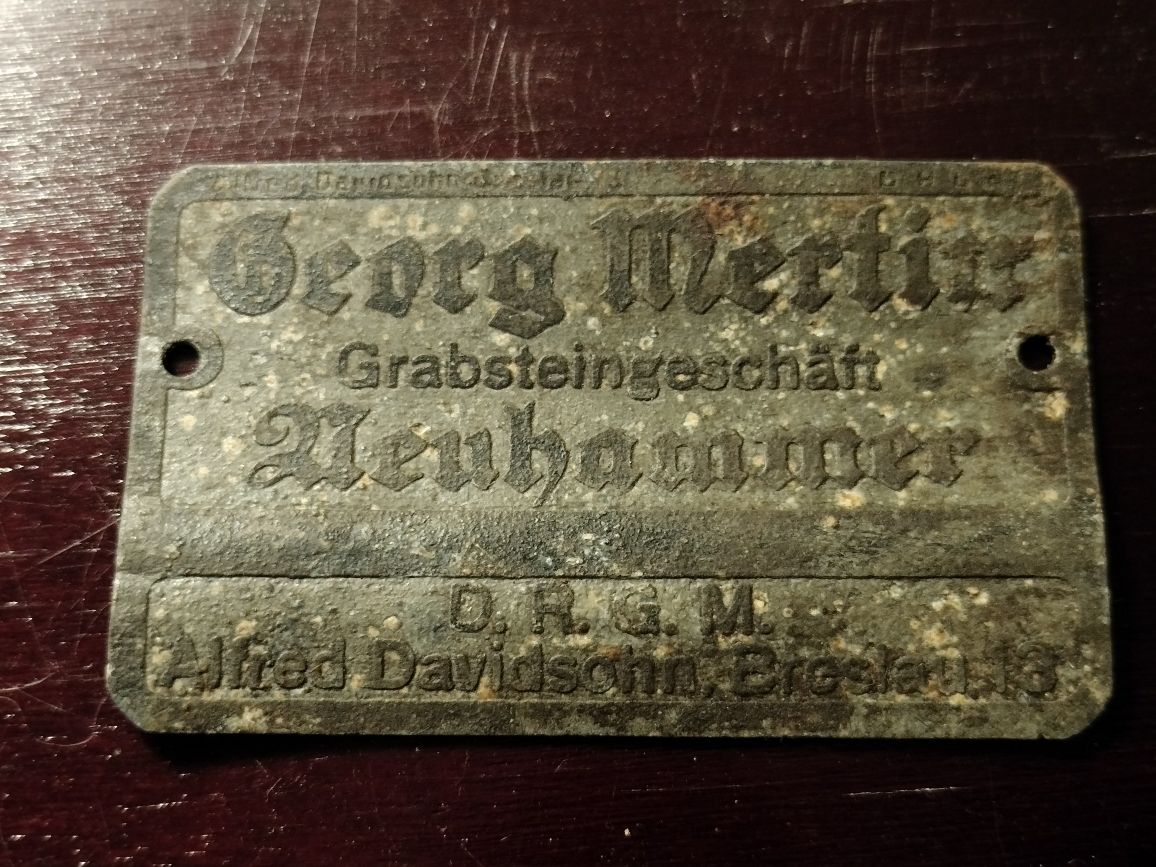 Georg Mertin
Grabsteingeschäft
Neuhammer
D. R. G. M.
Alfred Davidsohn, Breslau 13